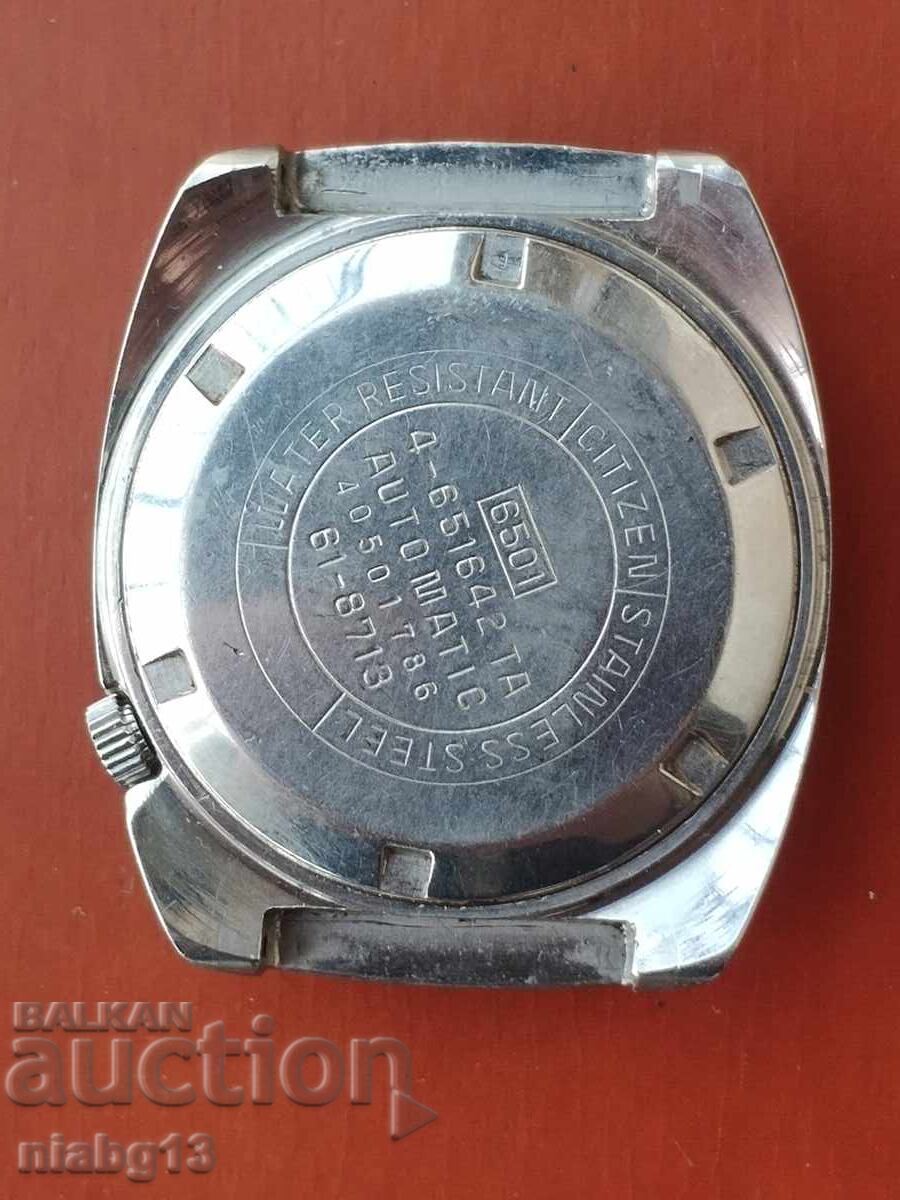 WATER RESISTANT CITIZEN STAINLESS STEEL
6501
4-651642 TA
AUTOMATIC
40501786
61-8713
BALKAN
auction
niabg13